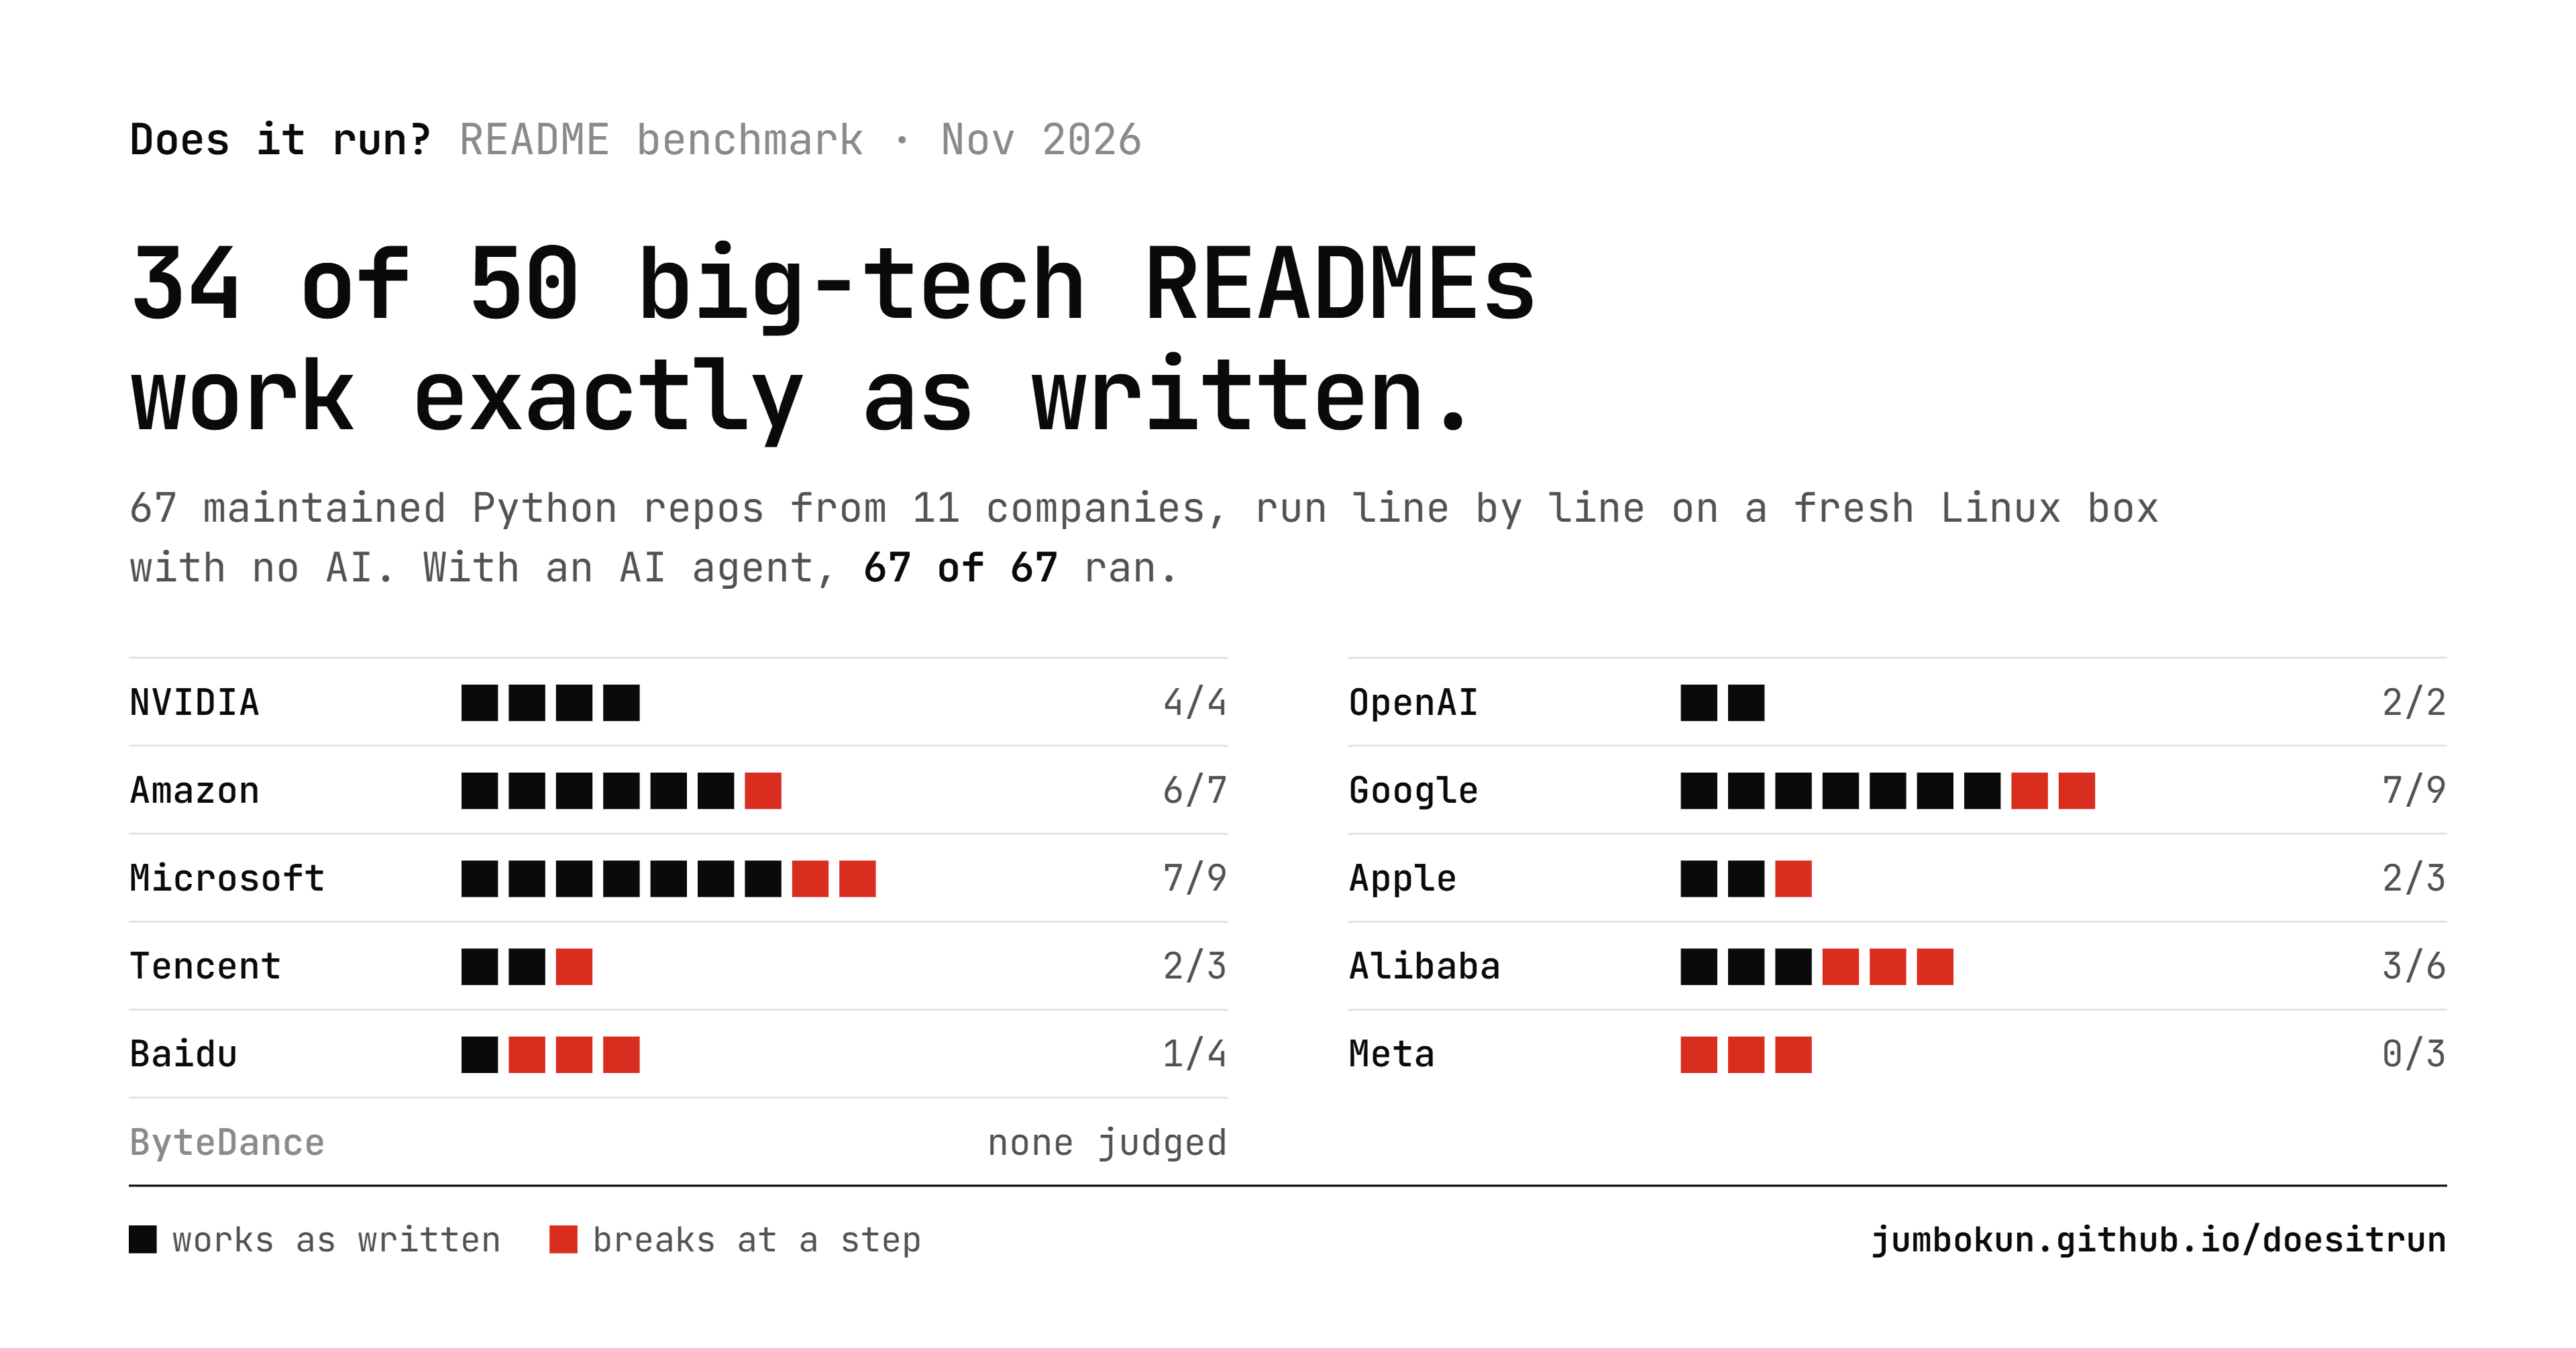 Does it run? README benchmark · Nov 2026
34 of 50 big-tech READMEs
work exactly as written.
67 maintained Python repos from 11 companies, run line by line on a fresh Linux box
with no AI. With an AI agent, 67 of 67 ran.
NVIDIA 4/4
OpenAI 2/2
Amazon 6/7
Google 7/9
Microsoft 7/9
Apple 2/3
Tencent 2/3
Alibaba 3/6
Baidu 1/4
Meta 0/3
ByteDance none judged
works as written breaks at a step jumbokun.github.io/doesitrun